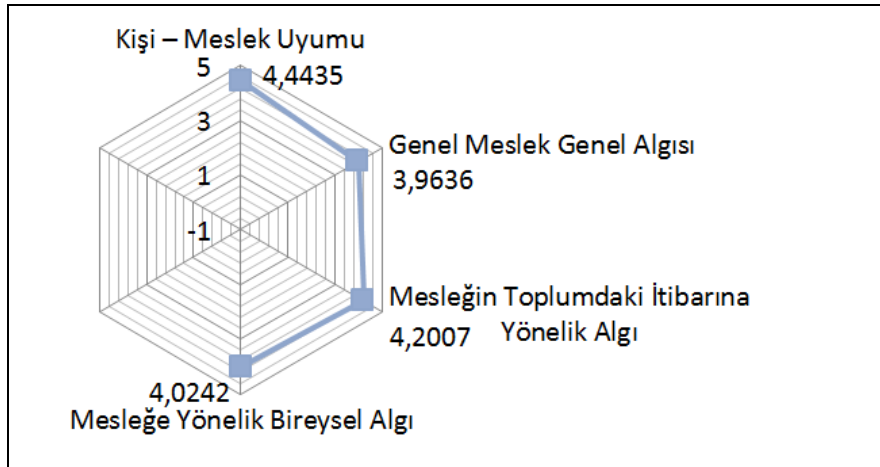 Kişi – Meslek Uyumu
5
4,4435
3
Genel Meslek Genel Algısı
3,9636
1
-1
Mesleğin Toplumdaki İtibarına
Yönelik Algı
4,2007
4,0242
Mesleğe Yönelik Bireysel Algı